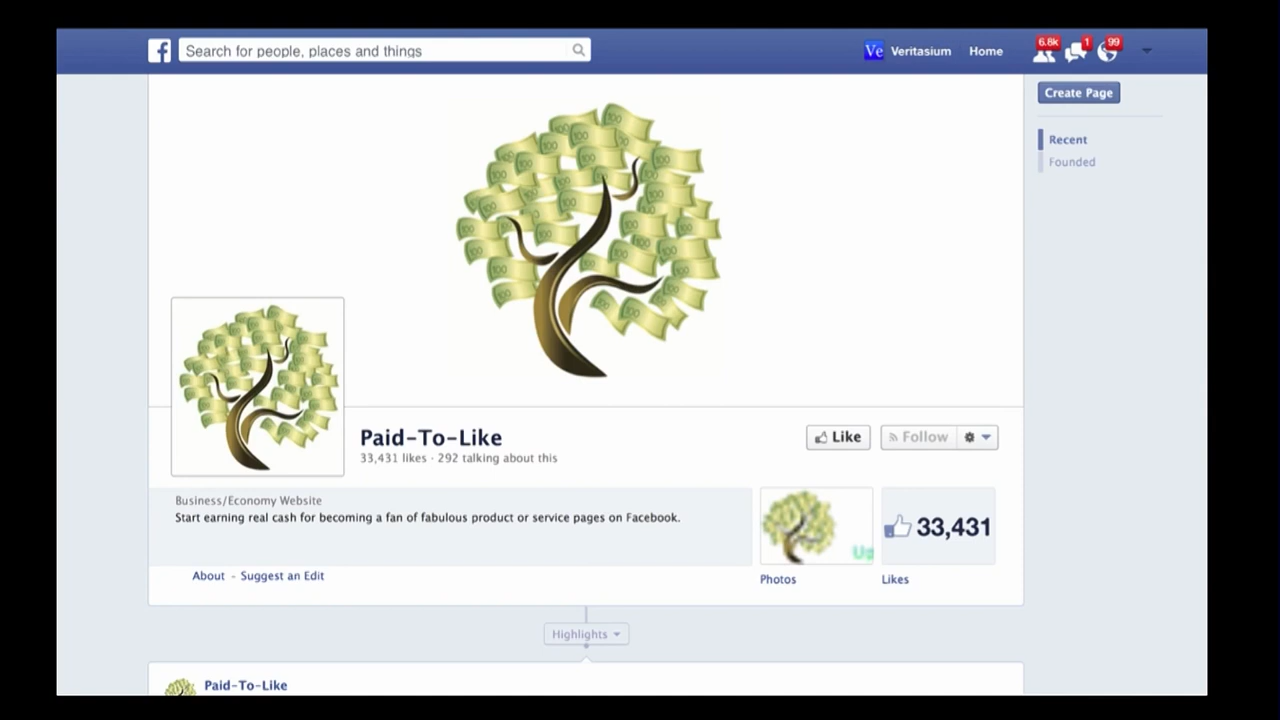 Search for people, places and things
Ve Veritasium Home 6.8k 1 99
Create Page
Recent
Founded
Paid-To-Like
33,431 likes · 292 talking about this
Like
Follow
Business/Economy Website
Start earning real cash for becoming a fan of fabulous product or service pages on Facebook.
33,431
About - Suggest an Edit
Photos
Likes
Highlights
Paid-To-Like